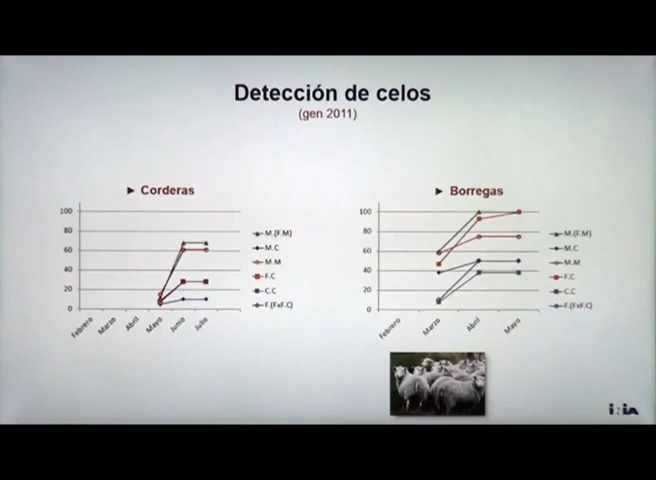 Detección de celos
(gen 2011)
► Corderas
100
80
60
40
20
0
Febrero
Marzo
Abril
Mayo
Junio
Julio
M.(F.M)
M.C
M.M
F.C
C.C
F.(FxF.C)
► Borregas
100
80
60
40
20
0
Febrero
Marzo
Abril
Mayo
M.(F.M)
M.C
M.M
F.C
C.C
F.(FxF.C)
inia